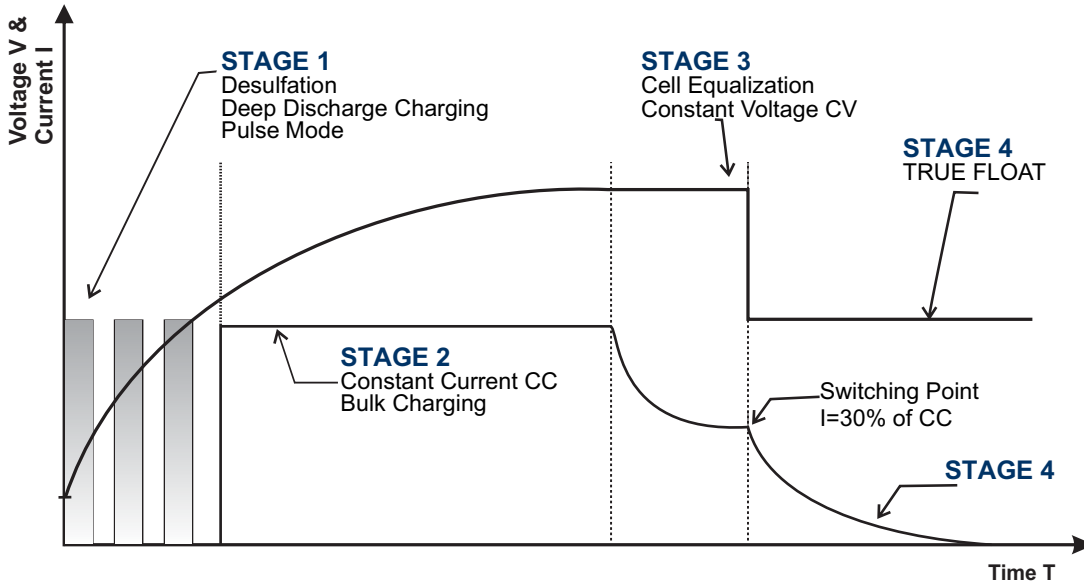 Voltage V &
Current I
STAGE 1
Desulfation
Deep Discharge Charging
Pulse Mode
STAGE 2
Constant Current CC
Bulk Charging
STAGE 3
Cell Equalization
Constant Voltage CV
STAGE 4
TRUE FLOAT
Switching Point
I=30% of CC
STAGE 4
Time T